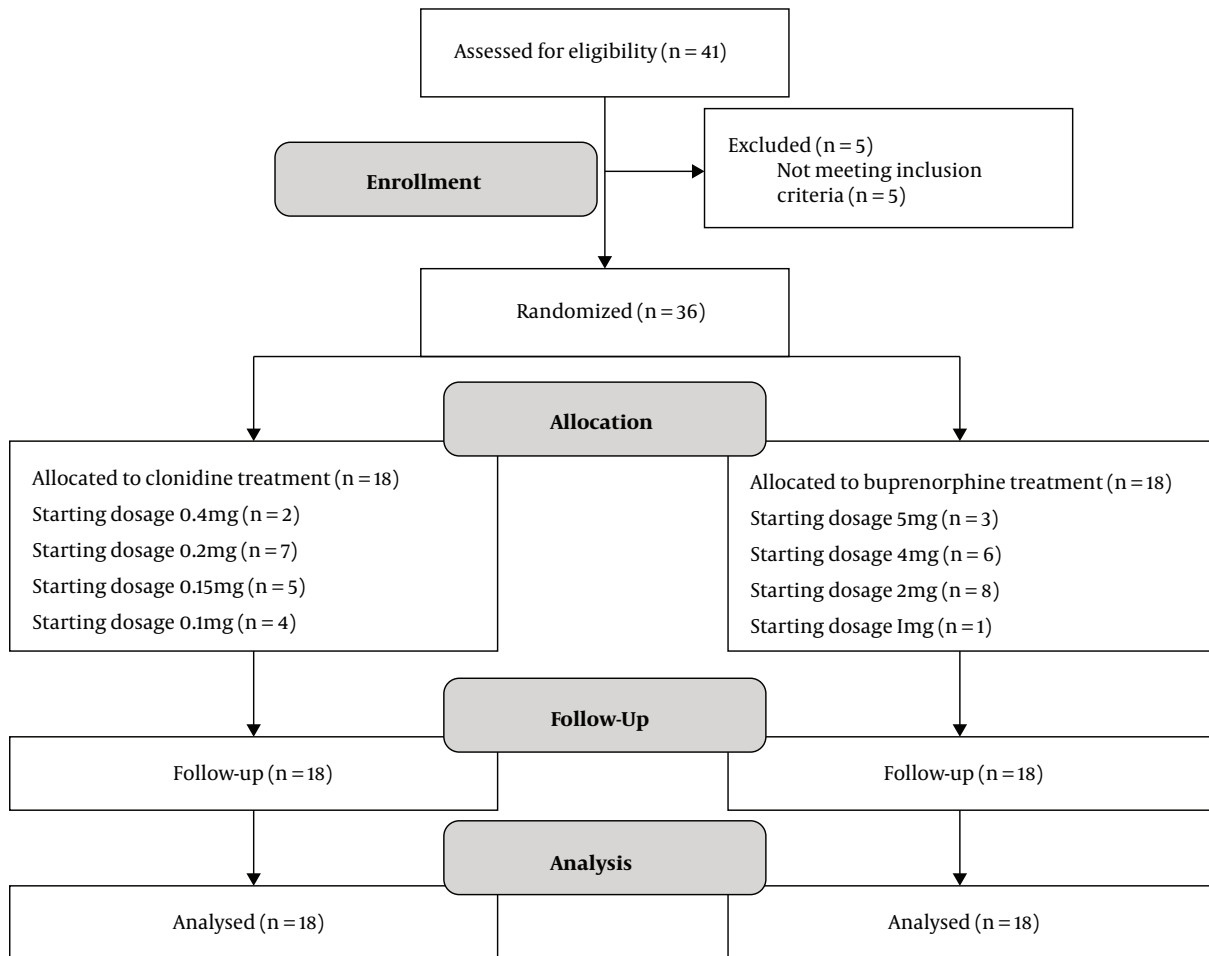 Assessed for eligibility (n = 41)
Excluded (n = 5)
Not meeting inclusion
criteria (n = 5)
Enrollment
Randomized (n = 36)
Allocation
Allocated to clonidine treatment (n = 18)
Starting dosage 0.4mg (n = 2)
Starting dosage 0.2mg (n = 7)
Starting dosage 0.15mg (n = 5)
Starting dosage 0.1mg (n = 4)
Allocated to buprenorphine treatment (n = 18)
Starting dosage 5mg (n = 3)
Starting dosage 4mg (n = 6)
Starting dosage 2mg (n = 8)
Starting dosage Img (n = 1)
Follow-Up
Follow-up (n = 18)
Follow-up (n = 18)
Analysis
Analysed (n = 18)
Analysed (n = 18)